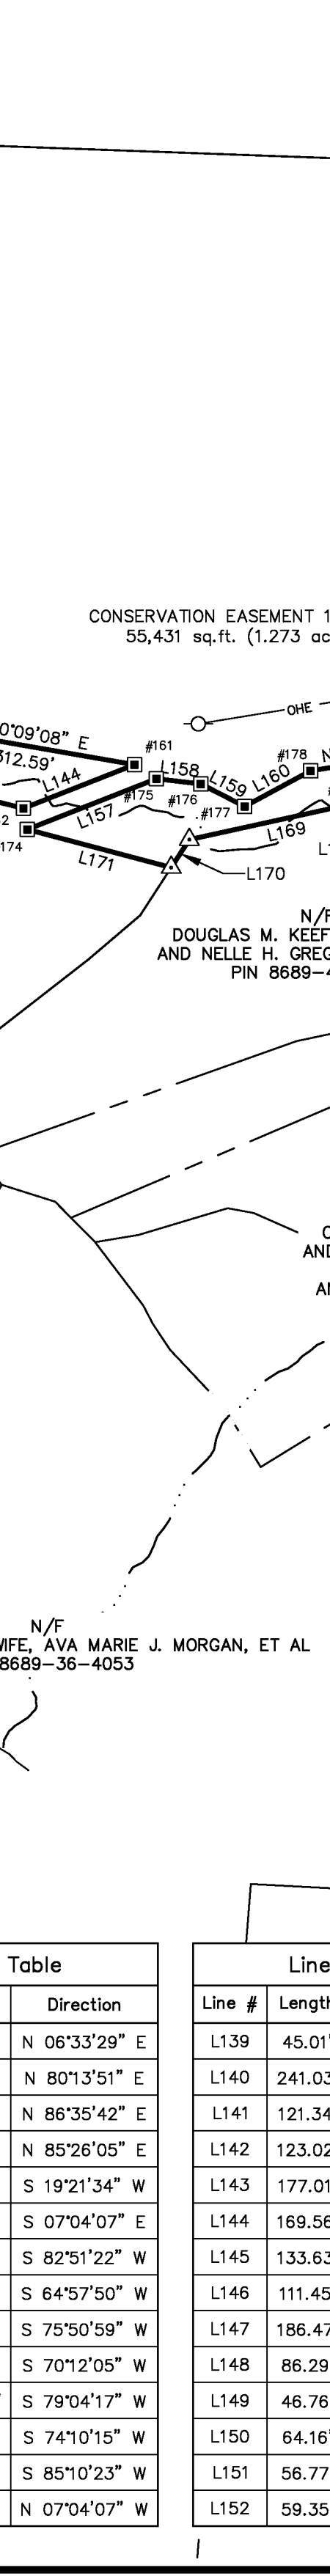 CONSERVATION EASEMENT 1
55,431 sq.ft. (1.273 ac
OHE
0°09'08" E
312.59'
#161
L144
L158
#178
L159
L160
#175
#176
#177
L157
174
L169
L171
L170
N/F
DOUGLAS M. KEEF
AND NELLE H. GREG
PIN 8689-4
AND
N/F
WIFE, AVA MARIE J. MORGAN, ET AL
8689-36-4053
Table
Direction
N 06°33'29" E
N 80°13'51" E
N 86°35'42" E
N 85°26'05" E
S 19°21'34" W
S 07°04'07" E
S 82°51'22" W
S 64°57'50" W
S 75°50'59" W
S 70°12'05" W
S 79°04'17" W
S 74°10'15" W
S 85°10'23" W
N 07°04'07" W
Line
Line # Length
L139 45.01'
L140 241.03
L141 121.34
L142 123.02
L143 177.01
L144 169.56
L145 133.63
L146 111.45
L147 186.47
L148 86.29
L149 46.76
L150 64.16'
L151 56.77
L152 59.35